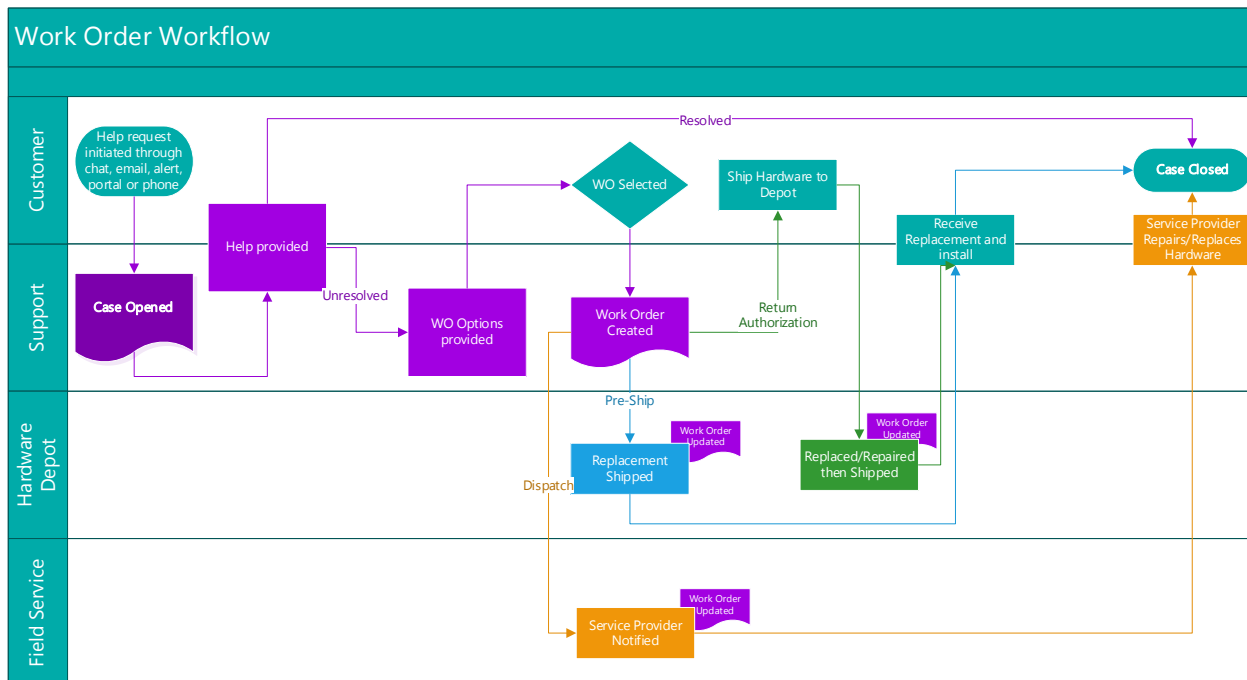 Work Order Workflow
Customer
Help request
initiated through
chat, email, alert,
portal or phone
Resolved
WO Selected
Ship Hardware to
Depot
Case Closed
Help provided
Receive
Replacement and
install
Service Provider
Repairs/Replaces
Hardware
Support
Case Opened
Unresolved
WO Options
provided
Work Order
Created
Return
Authorization
Hardware
Depot
Pre-Ship
Work Order
Updated
Replacement
Shipped
Dispatch
Work Order
Updated
Replaced/Repaired
then Shipped
Field Service
Work Order
Updated
Service Provider
Notified